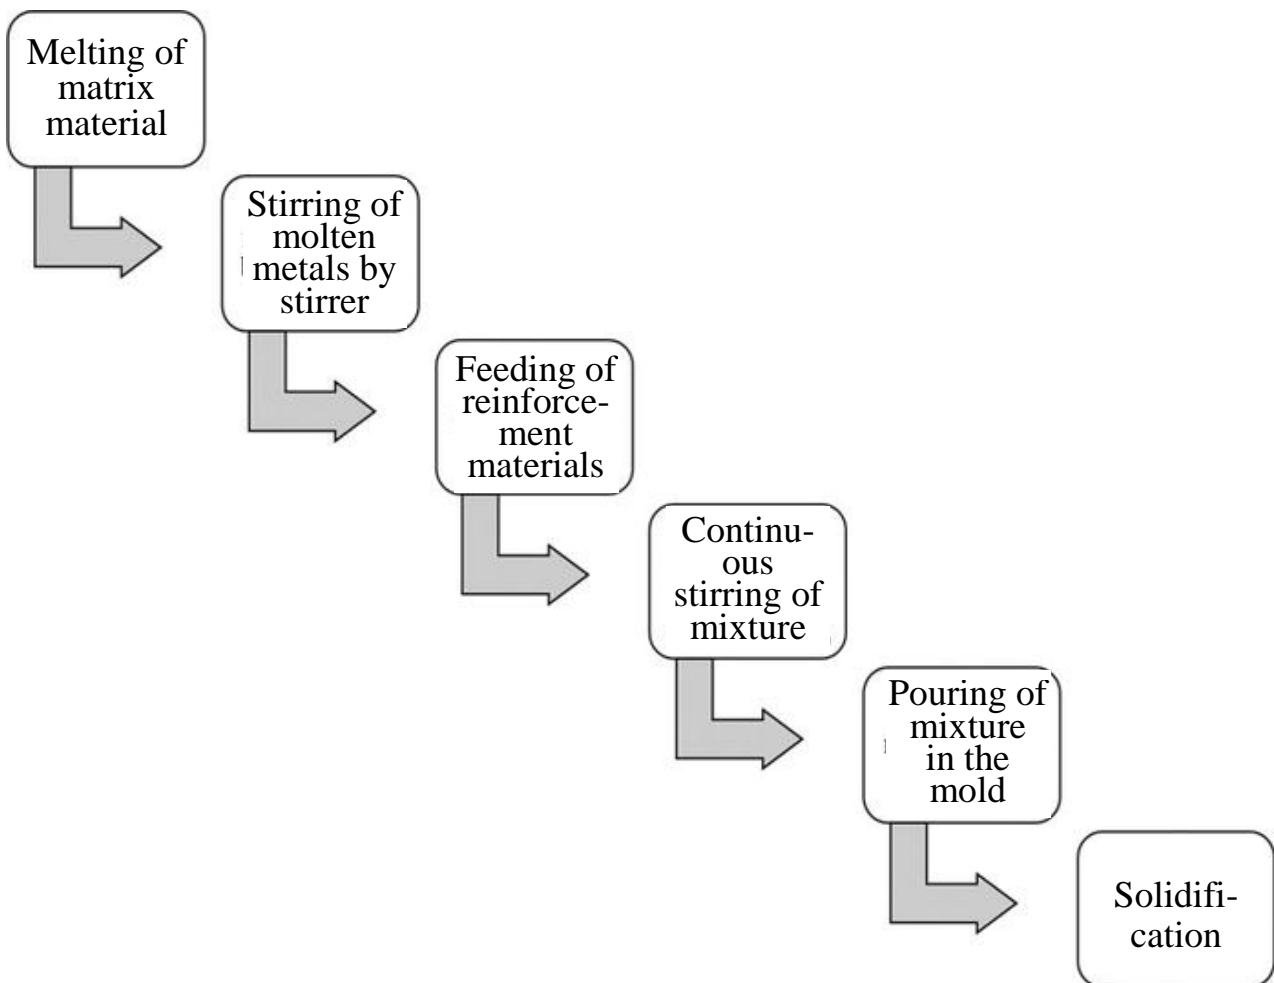 Melting of
matrix
material
Stirring of
molten
metals by
stirrer
Feeding of
reinforce-
ment
materials
Continu-
ous
stirring of
mixture
Pouring of
mixture
in the
mold
Solidifi-
cation